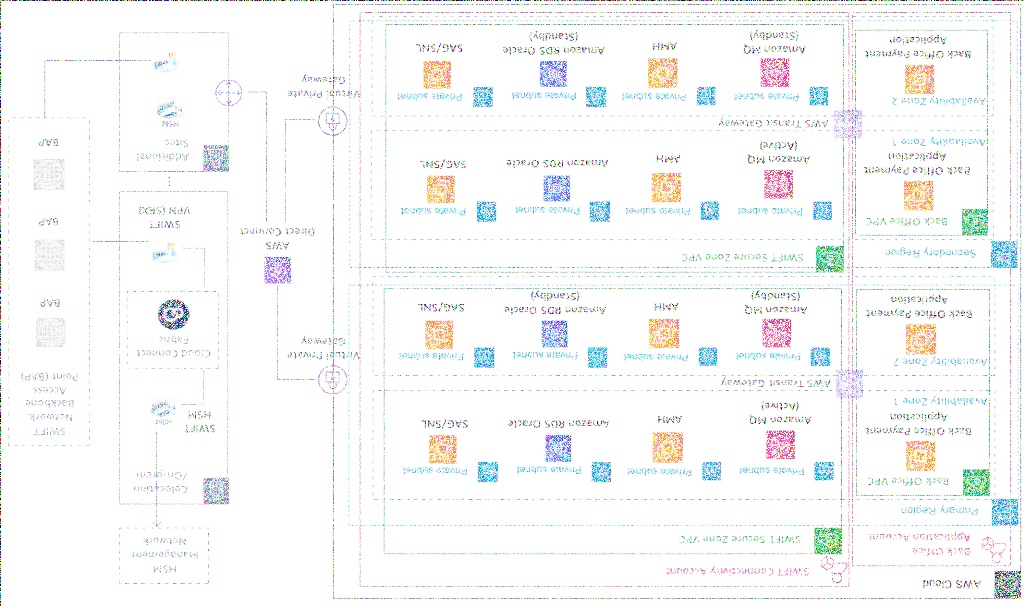 AWS Cloud
Back Office
Application Account
SWIFT Connectivity Account
Primary Region
SWIFT Secure Zone VPC
Back Office VPC
Private subnet
Private subnet
Private subnet
Private subnet
Back Office Payment
Application
Amazon MQ
(Active)
AMH
Amazon RDS Oracle
SAG/SNL
Availability Zone 1
AWS Transit Gateway
Availability Zone 2
Private subnet
Private subnet
Private subnet
Private subnet
Back Office Payment
Application
Amazon MQ
(Standby)
AMH
Amazon RDS Oracle
(Standby)
SAG/SNL
Secondary Region
SWIFT Secure Zone VPC
Back Office VPC
Private subnet
Private subnet
Private subnet
Private subnet
Back Office Payment
Application
Amazon MQ
(Active)
AMH
Amazon RDS Oracle
SAG/SNL
Availability Zone 1
AWS Transit Gateway
Availability Zone 2
Private subnet
Private subnet
Private subnet
Private subnet
Back Office Payment
Application
Amazon MQ
(Standby)
AMH
Amazon RDS Oracle
(Standby)
SAG/SNL
Virtual Private
Gateway
AWS
Direct Connect
Virtual Private
Gateway
HSM
Management
Network
Colocation
/On-prem
SWIFT
HSM
HSM
Cloud Connect
Fabric
SWIFT
VPN (SRX)
Additional
Sites
HSM
SWIFT
Network,
Backbone
Access
Point (BAP)
BAP
BAP
BAP